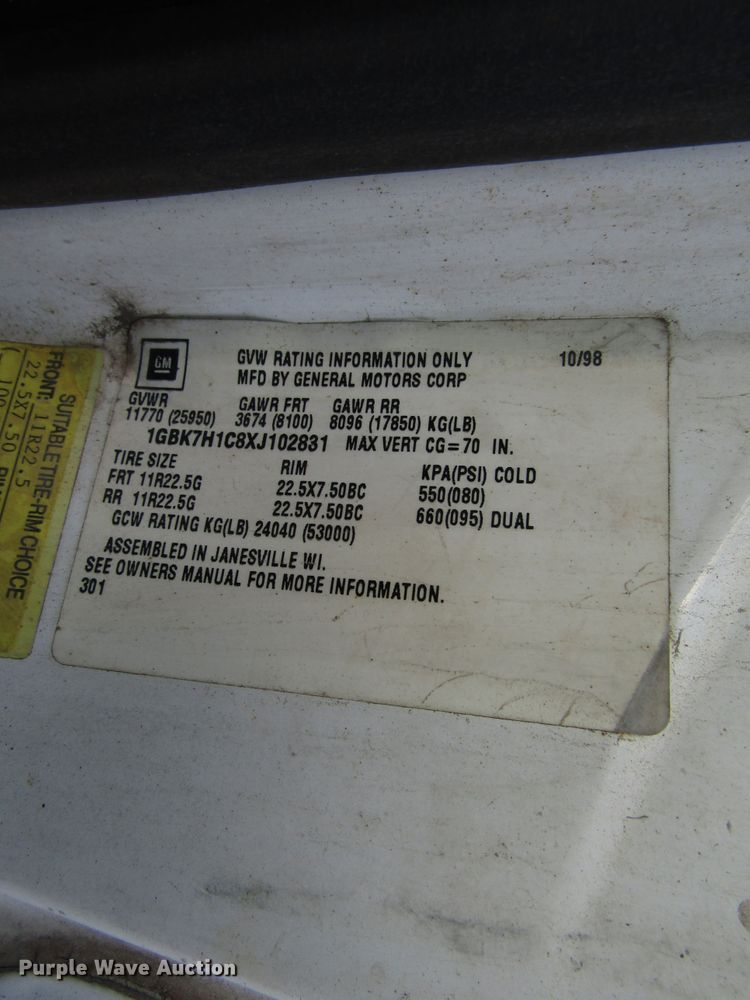 GM
GVW RATING INFORMATION ONLY 10/98
MFD BY GENERAL MOTORS CORP
GVWR GAWR FRT GAWR RR
11770 (25950) 3674 (8100) 8096 (17850) KG(LB)
1GBK7H1C8XJ102831 MAX VERT CG=70 IN.
TIRE SIZE RIM KPA(PSI) COLD
FRT 11R22.5G 22.5X7.50BC 550(080)
RR 11R22.5G 22.5X7.50BC 660(095) DUAL
GCW RATING KG(LB) 24040 (53000)
ASSEMBLED IN JANESVILLE WI.
SEE OWNERS MANUAL FOR MORE INFORMATION.
301
SUITABLE TIRE-RIM CHOICE
FRONT: 11R22.5
22.5X7.50
Purple Wave Auction